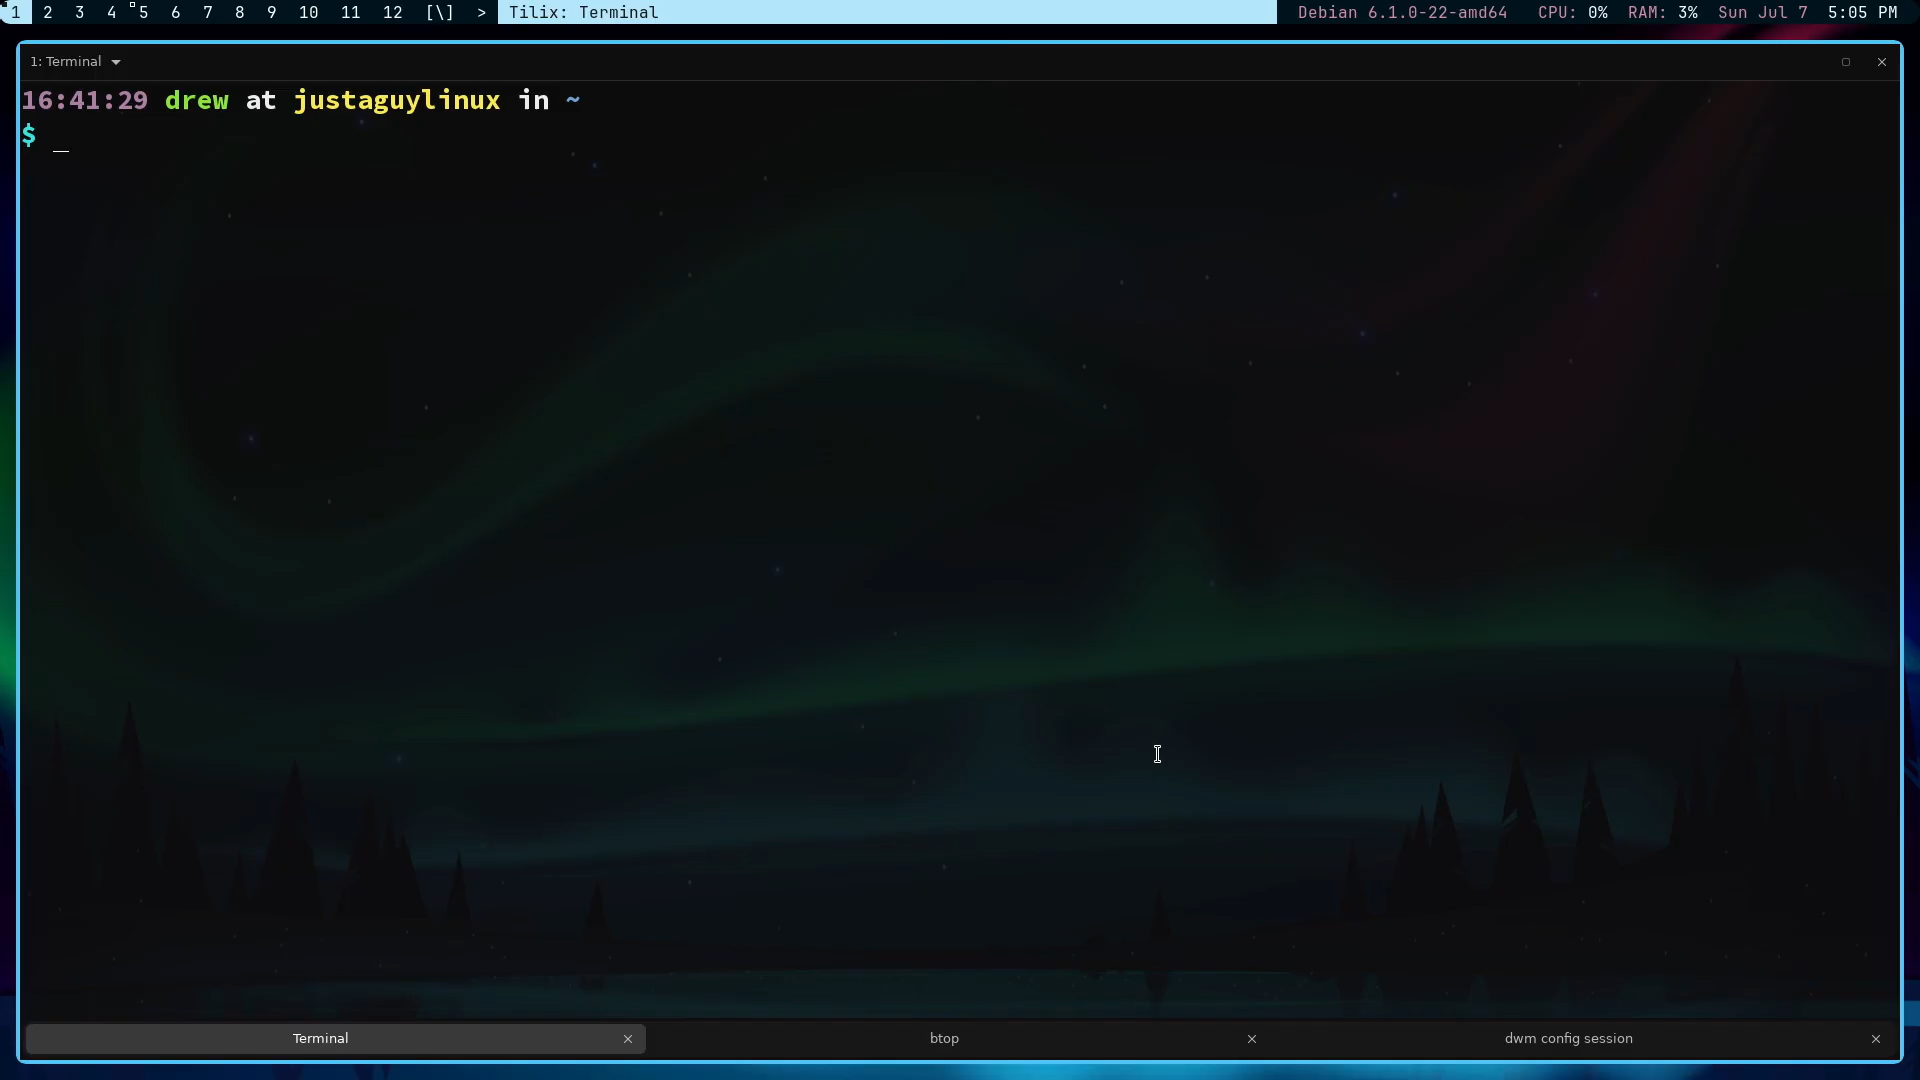 1 2 3 4 5 6 7 8 9 10 11 12 [\] > Tilix: Terminal Debian 6.1.0-22-amd64 CPU: 0% RAM: 3% Sun Jul 7 5:05 PM
1: Terminal
16:41:29 drew at justaguylinux in ~
$ _
Terminal btop dwm config session